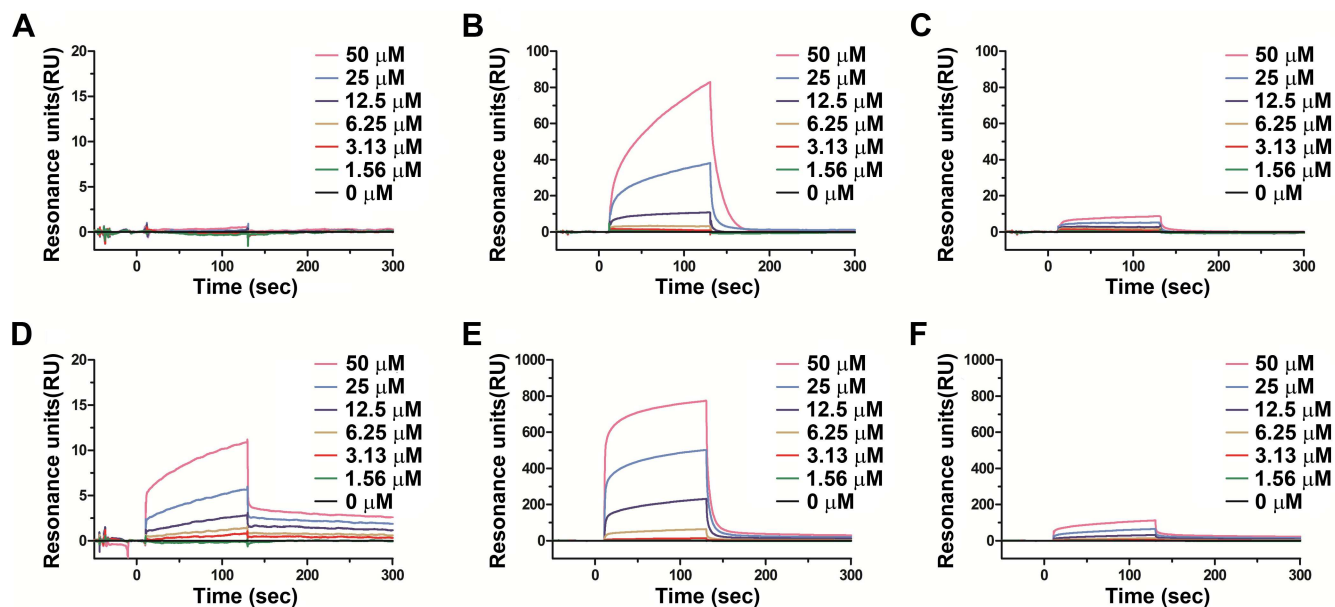 A
Resonance units(RU)
20
15
10
5
0
0
100
200
300
Time (sec)
50 μM
25 μM
12.5 μM
6.25 μM
3.13 μM
1.56 μM
0 μM
B
Resonance units(RU)
100
80
60
40
20
0
0
100
200
300
Time (sec)
50 μM
25 μM
12.5 μM
6.25 μM
3.13 μM
1.56 μM
0 μM
C
Resonance units(RU)
100
80
60
40
20
0
0
100
200
300
Time (sec)
50 μM
25 μM
12.5 μM
6.25 μM
3.13 μM
1.56 μM
0 μM
D
Resonance units(RU)
20
15
10
5
0
0
100
200
300
Time (sec)
50 μM
25 μM
12.5 μM
6.25 μM
3.13 μM
1.56 μM
0 μM
E
Resonance units(RU)
1000
800
600
400
200
0
0
100
200
300
Time (sec)
50 μM
25 μM
12.5 μM
6.25 μM
3.13 μM
1.56 μM
0 μM
F
Resonance units(RU)
1000
800
600
400
200
0
0
100
200
300
Time (sec)
50 μM
25 μM
12.5 μM
6.25 μM
3.13 μM
1.56 μM
0 μM